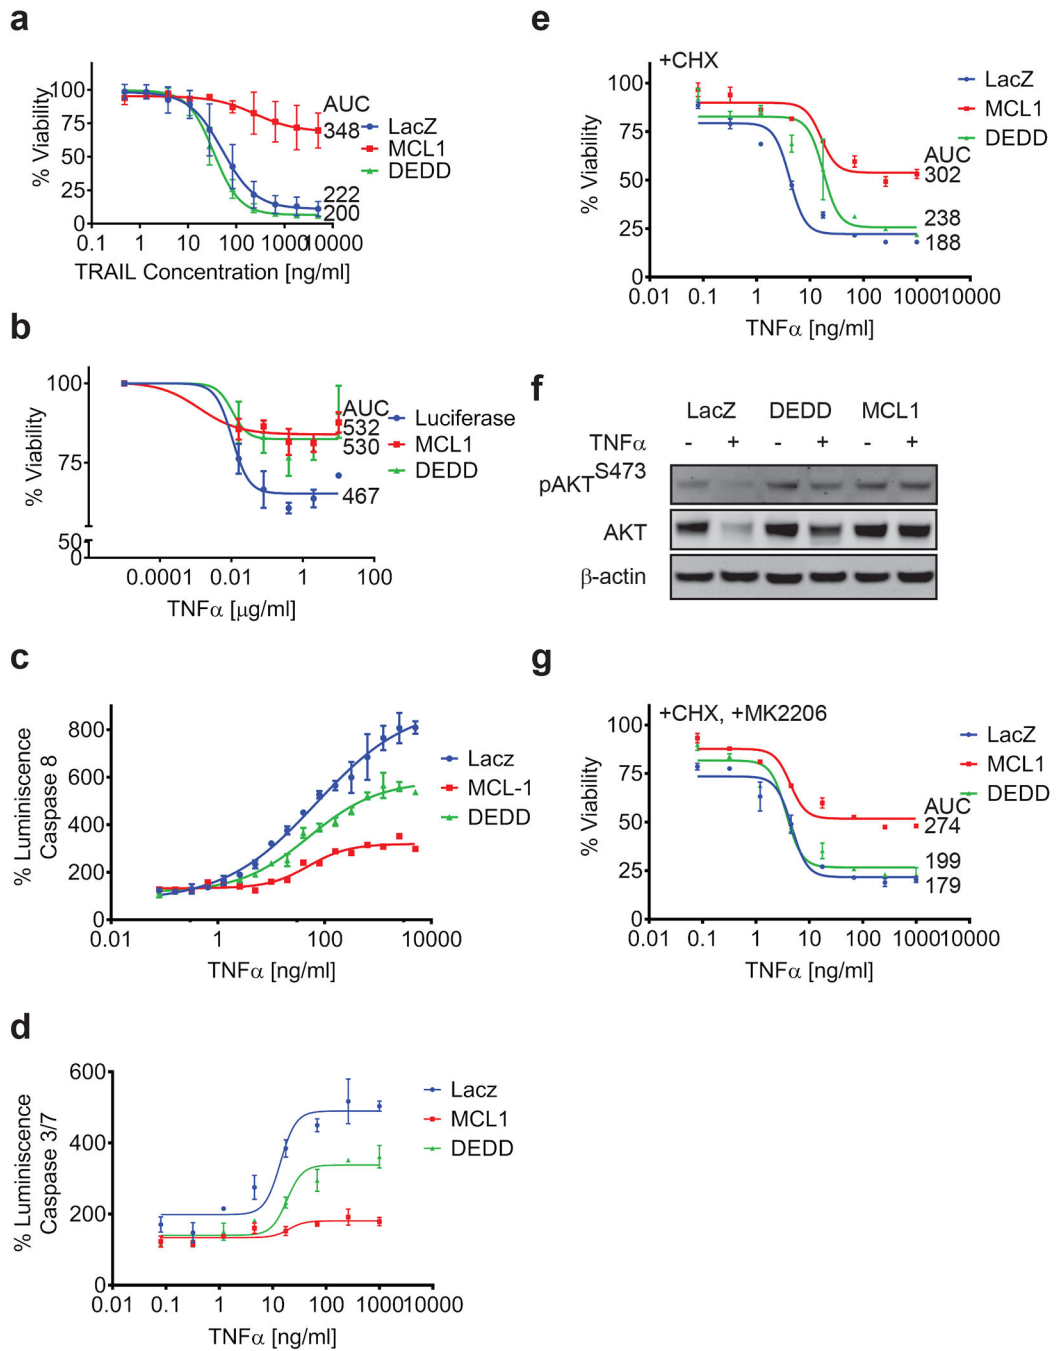 a
100
75
50
25
0
% Viability
AUC
348
222
200
LacZ
MCL1
DEDD
0.1 1 10 100 1000 10000
TRAIL Concentration [ng/ml]
b
100
75
50
0
% Viability
AUC
532
530
467
Luciferase
MCL1
DEDD
0.0001 0.01 1 100
TNFα [μg/ml]
c
800
600
400
200
0
% Luminiscence
Caspase 8
Lacz
MCL-1
DEDD
0.01 1 100 10000
TNFα [ng/ml]
d
600
400
200
0
% Luminiscence
Caspase 3/7
Lacz
MCL1
DEDD
0.01 0.1 1 10 100 1000 10000
TNFα [ng/ml]
e
+CHX
100
75
50
25
0
% Viability
LacZ
MCL1
DEDD
AUC
302
238
188
0.01 0.1 1 10 100 1000 10000
TNFα [ng/ml]
f
LacZ DEDD MCL1
TNFα - + - + - +
pAKT S473
AKT
β-actin
g
+CHX, +MK2206
100
75
50
25
0
% Viability
LacZ
MCL1
DEDD
AUC
274
199
179
0.01 0.1 1 10 100 1000 10000
TNFα [ng/ml]